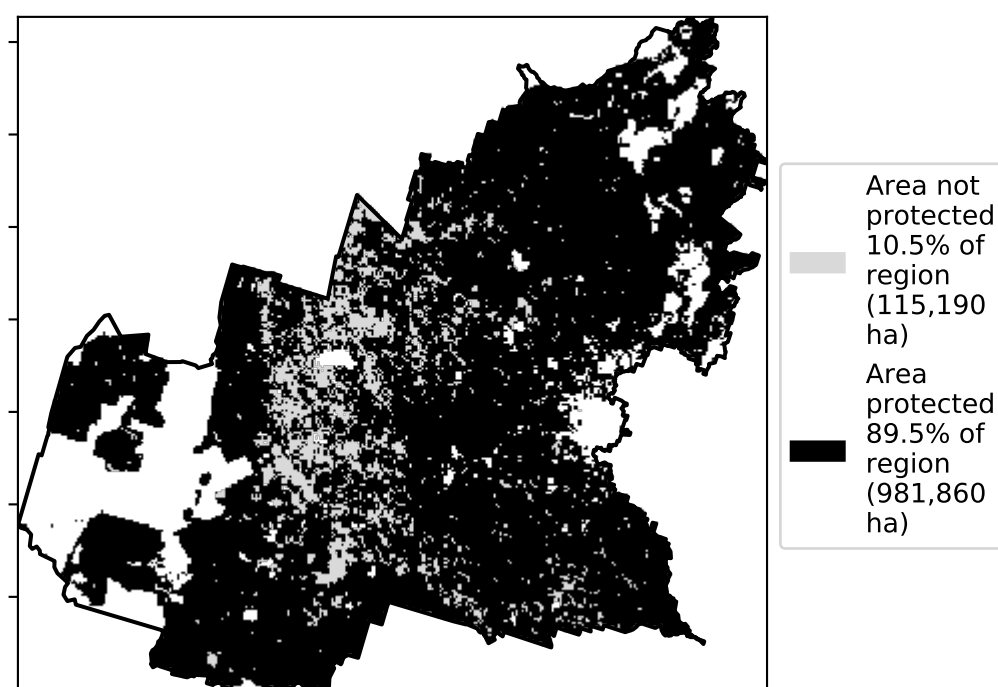 Area not
protected
10.5% of
region
(115,190
ha)
Area
protected
89.5% of
region
(981,860
ha)